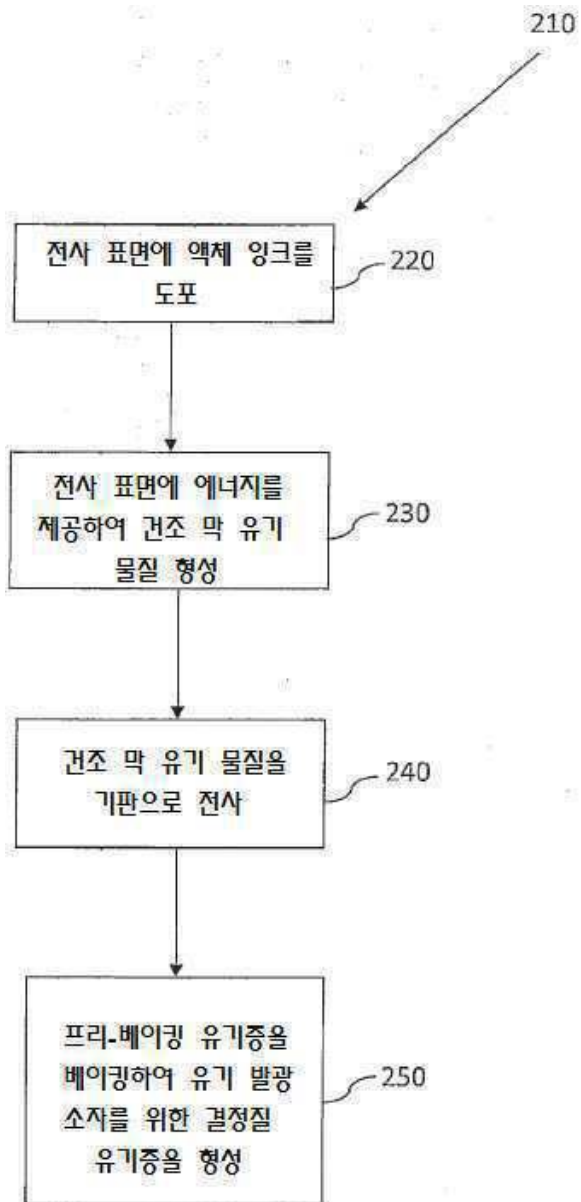 210
전사 표면에 액체 잉크를
도포
220
전사 표면에 에너지를
제공하여 건조 막 유기
물질 형성
230
건조 막 유기 물질을
기판으로 전사
240
프리-베이킹 유기층을
베이킹하여 유기 발광
소자를 위한 결정질
유기층을 형성
250